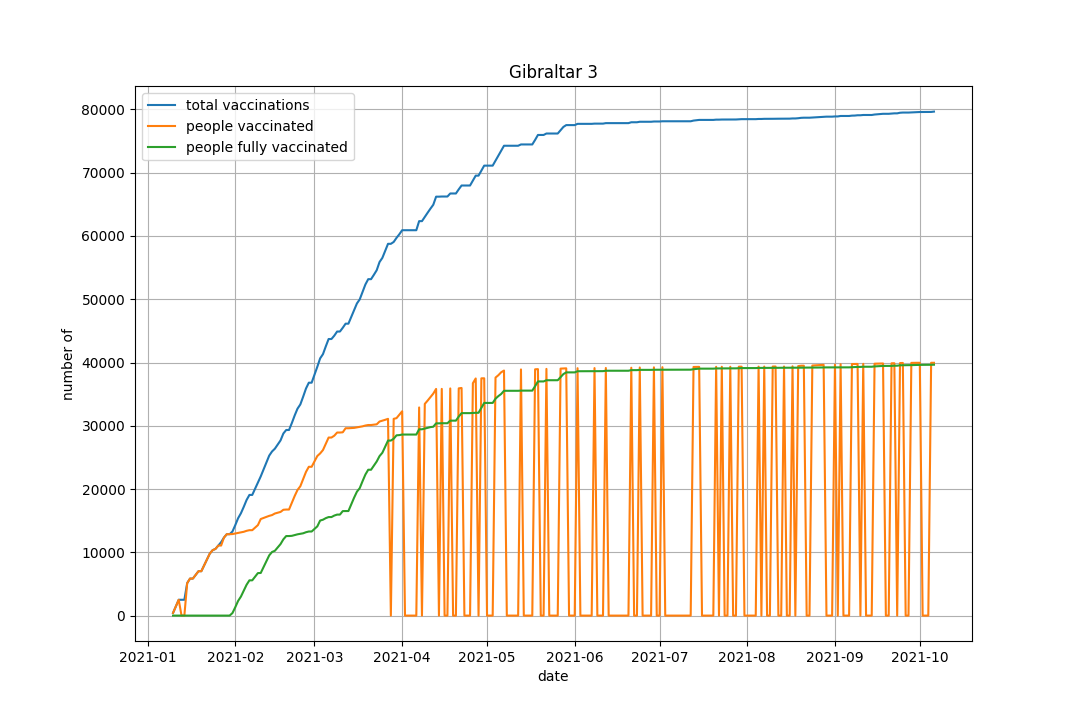 Gibraltar 3
total vaccinations
people vaccinated
people fully vaccinated
80000
70000
60000
50000
40000
30000
20000
10000
0
number of
2021-01 2021-02 2021-03 2021-04 2021-05 2021-06 2021-07 2021-08 2021-09 2021-10
date